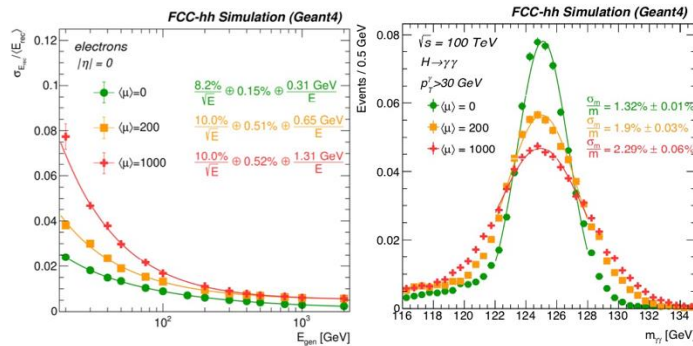 FCC-hh Simulation (Geant4)
σ_Erec/⟨E_rec⟩
0.12
0.1
0.08
0.06
0.04
0.02
0
electrons
|η| = 0
⟨μ⟩=0
8.2%/√E ⊕ 0.15% ⊕ 0.31 GeV/E
⟨μ⟩=200
10.0%/√E ⊕ 0.51% ⊕ 0.65 GeV/E
⟨μ⟩=1000
10.0%/√E ⊕ 0.52% ⊕ 1.31 GeV/E
10²
10³
E_gen [GeV]
FCC-hh Simulation (Geant4)
Events / 0.5 GeV
0.08
0.06
0.04
0.02
0
√s = 100 TeV
H→γγ
p_T^γ>30 GeV
⟨μ⟩ = 0
σ_m/m = 1.32% ± 0.01%
⟨μ⟩ = 200
σ_m/m = 1.9% ± 0.03%
⟨μ⟩ = 1000
σ_m/m = 2.29% ± 0.06%
116 118 120 122 124 126 128 130 132 134
m_γγ [GeV]